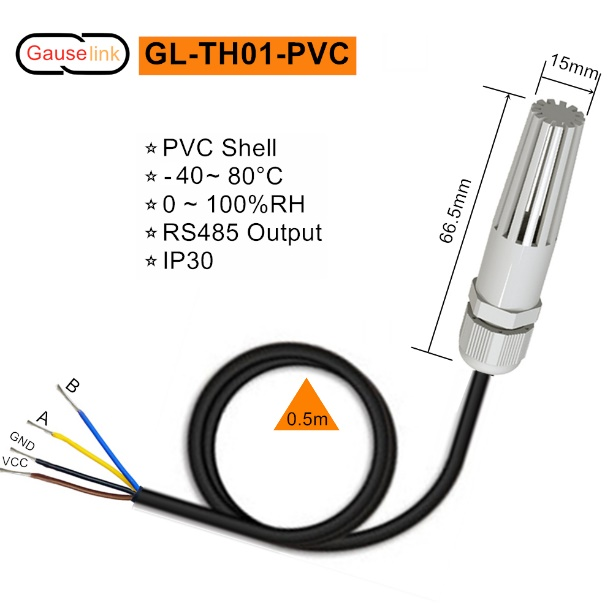 Gauselink
GL-TH01-PVC
15mm
☆ PVC Shell
☆ -40~ 80°C
☆ 0 ~ 100%RH
☆ RS485 Output
☆ IP30
66.5mm
B
A
GND
VCC
0.5m